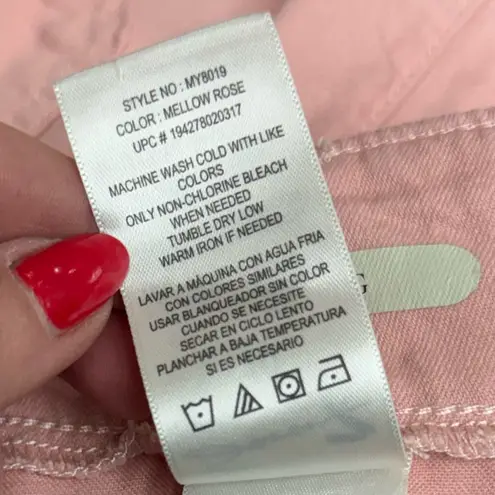 STYLE NO : MY8019
COLOR : MELLOW ROSE
UPC # 194278020317
MACHINE WASH COLD WITH LIKE
COLORS
ONLY NON-CHLORINE BLEACH
WHEN NEEDED
TUMBLE DRY LOW
WARM IRON IF NEEDED
LAVAR A MÁQUINA CON AGUA FRIA
CON COLORES SIMILARES
USAR BLANQUEADOR SIN COLOR
CUANDO SE NECESITE
SECAR EN CICLO LENTO
PLANCHAR A BAJA TEMPERATURA
SI ES NECESARIO
G